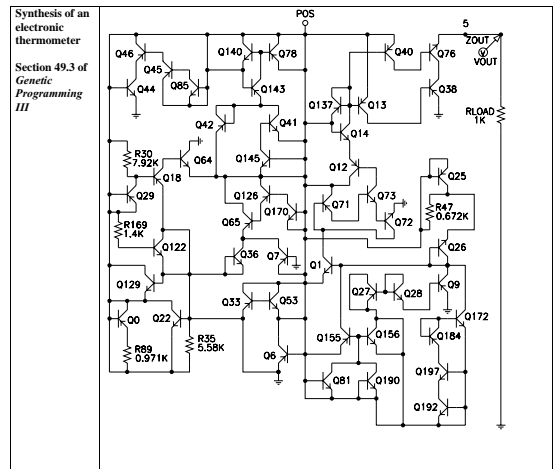 Synthesis of an
electronic
thermometer
Section 49.3 of
Genetic
Programming
III
POS
5
ZOUT
V
VOUT
Q46
Q45
Q44
Q85
Q140
Q78
Q143
Q40
Q76
Q137
Q13
Q38
Q14
RLOAD
1K
Q42
Q41
R30
7.92K
Q64
Q18
Q145
Q12
Q25
Q29
Q126
Q71
Q73
R47
0.672K
R169
1.4K
Q65
Q170
Q72
Q122
Q36
Q7
Q1
Q26
Q129
Q27
Q28
Q9
Q0
Q22
Q33
Q53
Q172
R35
5.58K
Q155
Q156
Q184
R89
0.971K
Q6
Q81
Q190
Q197
Q192